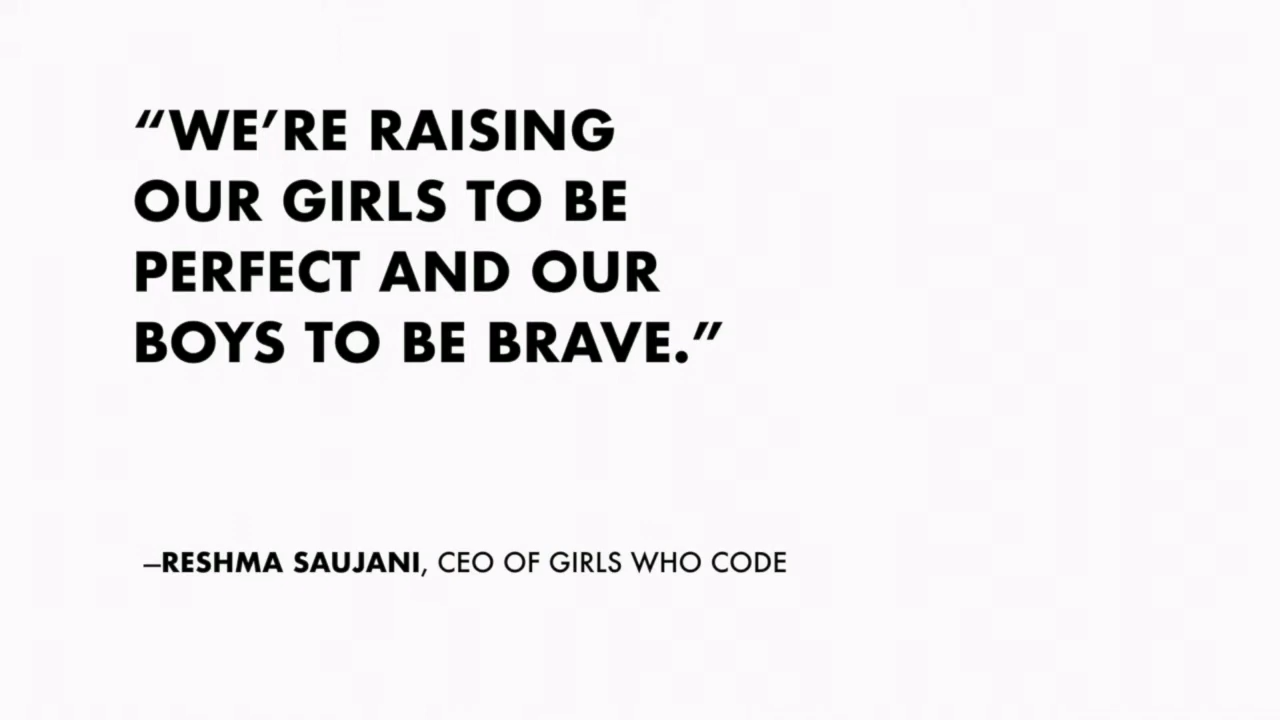 “WE’RE RAISING
OUR GIRLS TO BE
PERFECT AND OUR
BOYS TO BE BRAVE.”
–RESHMA SAUJANI, CEO OF GIRLS WHO CODE